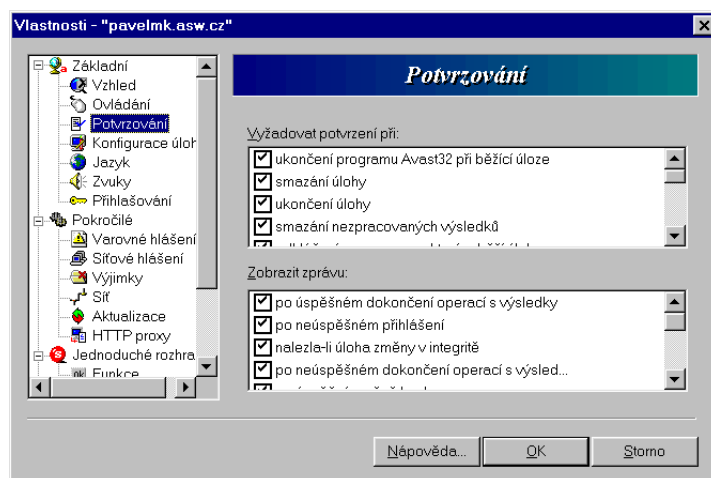 Vlastnosti - "pavelmk.asw.cz"
Základní
Vzhled
Ovládání
Potvrzování
Konfigurace úloh
Jazyk
Zvuky
Přihlašování
Pokročilé
Varovné hlášení
Síťové hlášení
Výjimky
Síť
Aktualizace
HTTP proxy
Jednoduché rozhra
Funkce
Potvrzování
Vyžadovat potvrzení při:
ukončení programu Avast32 při běžící úloze
smazání úlohy
ukončení úlohy
smazání nezpracovaných výsledků
Zobrazit zprávu:
po úspěšném dokončení operací s výsledky
po neúspěšném přihlášení
nalezla-li úloha změny v integritě
po neúspěšném dokončení operací s výsled...
Nápověda...
OK
Storno